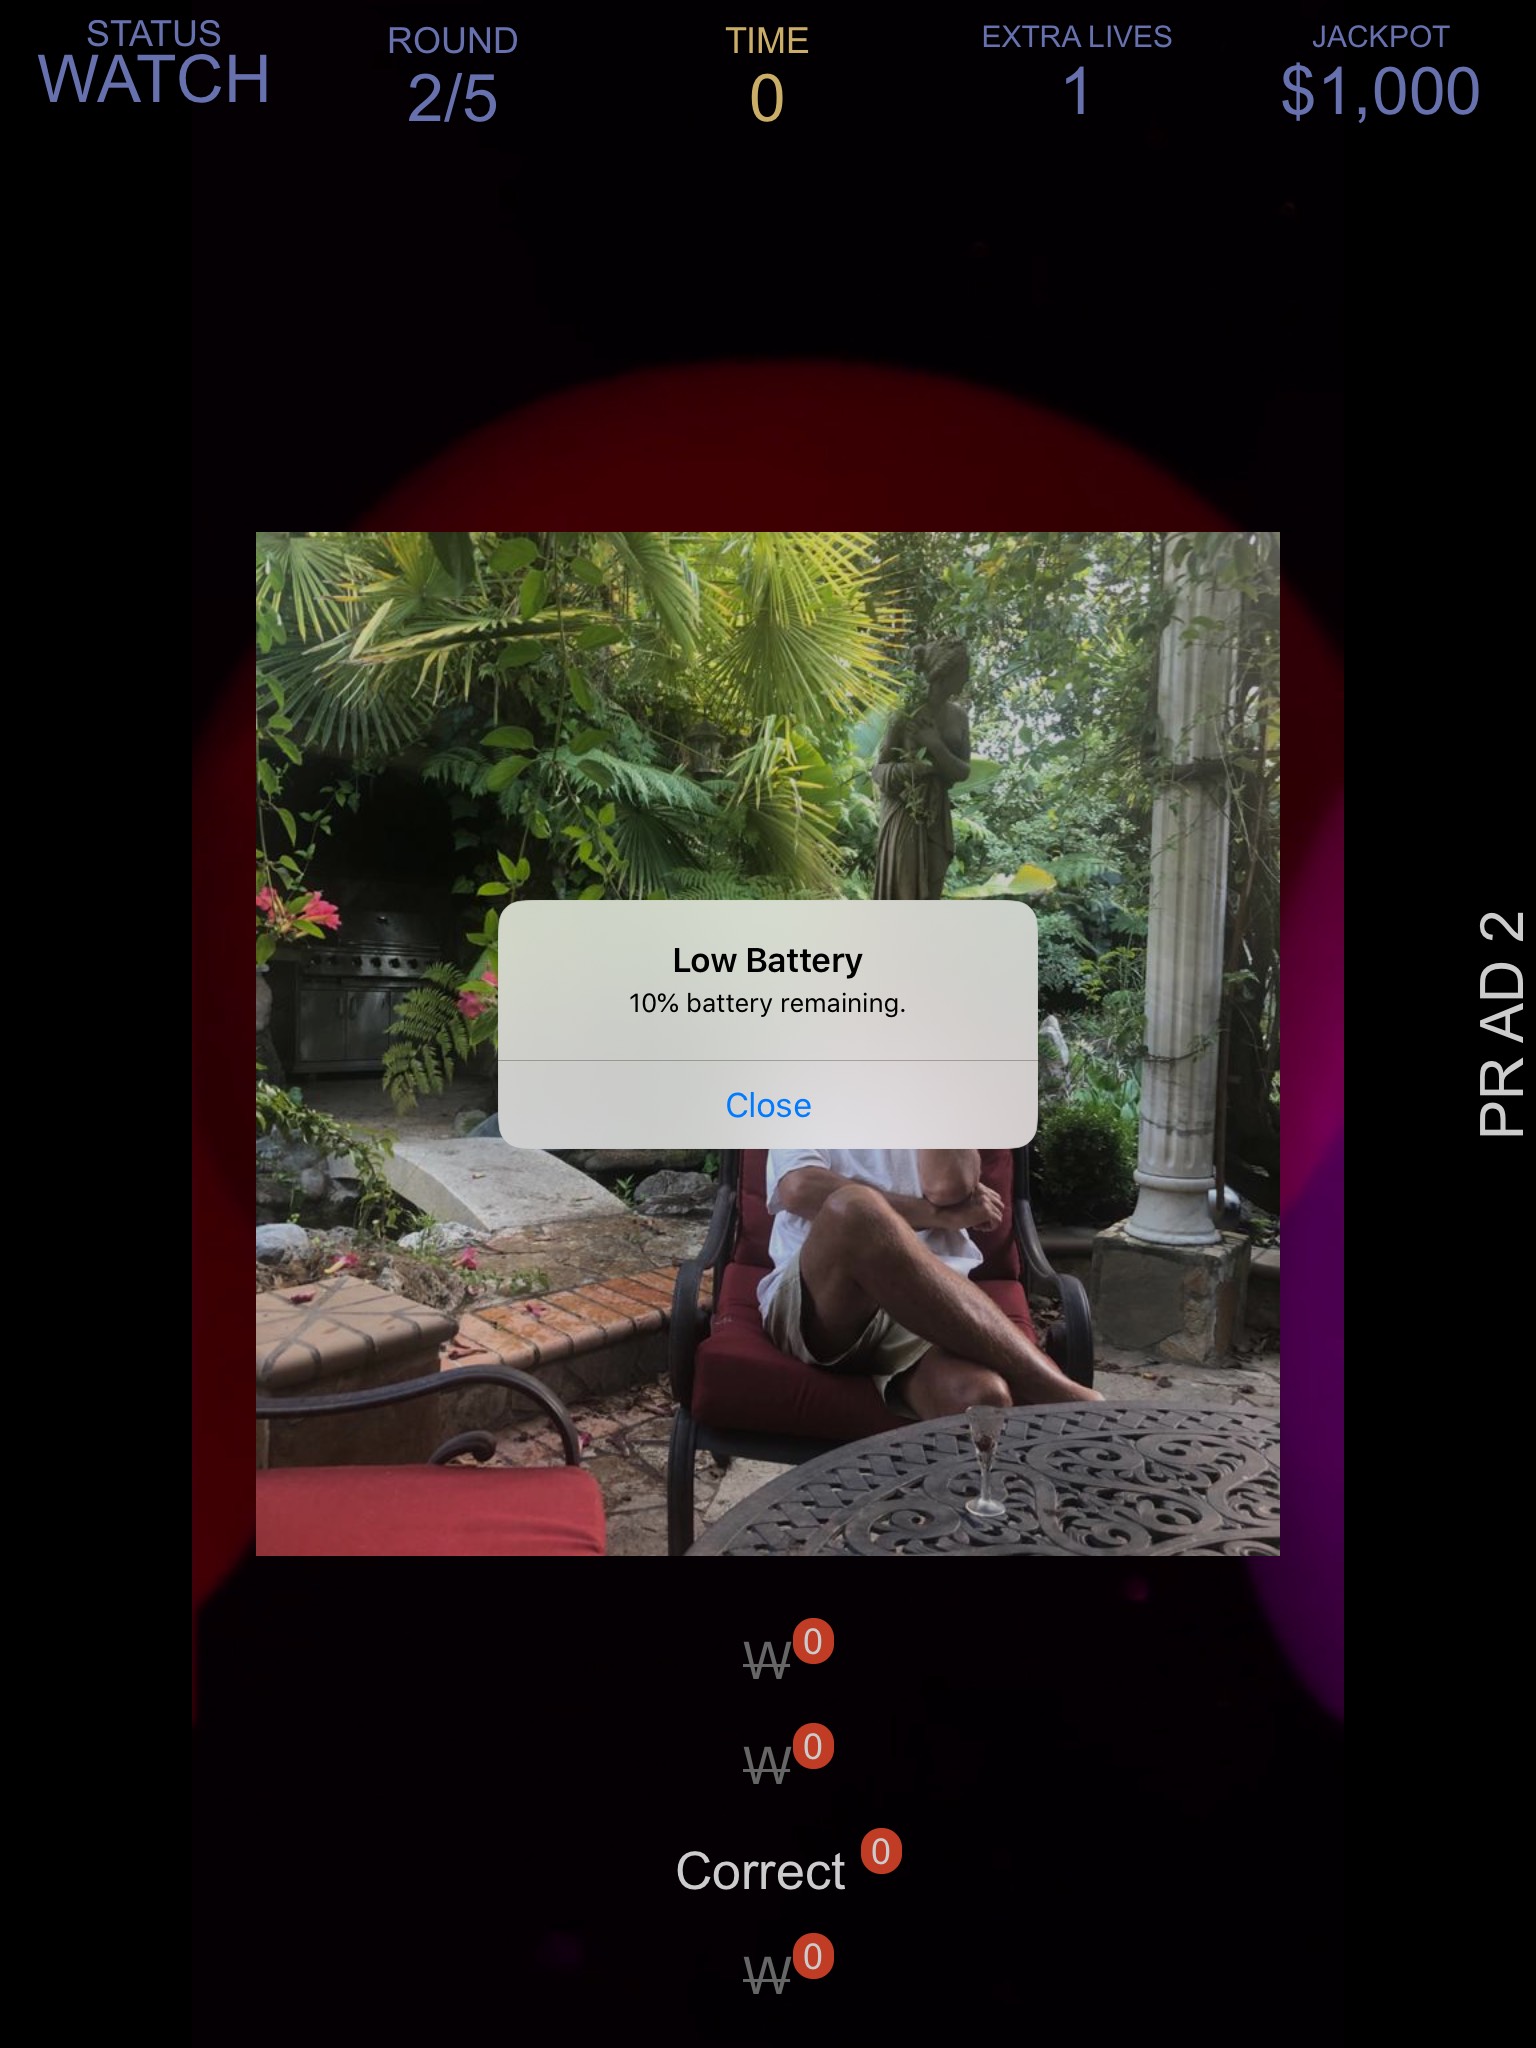 STATUS
WATCH
ROUND
2/5
TIME
0
EXTRA LIVES
1
JACKPOT
$1,000
Low Battery
10% battery remaining.
Close
PR AD 2
W 0
W 0
Correct 0
W 0